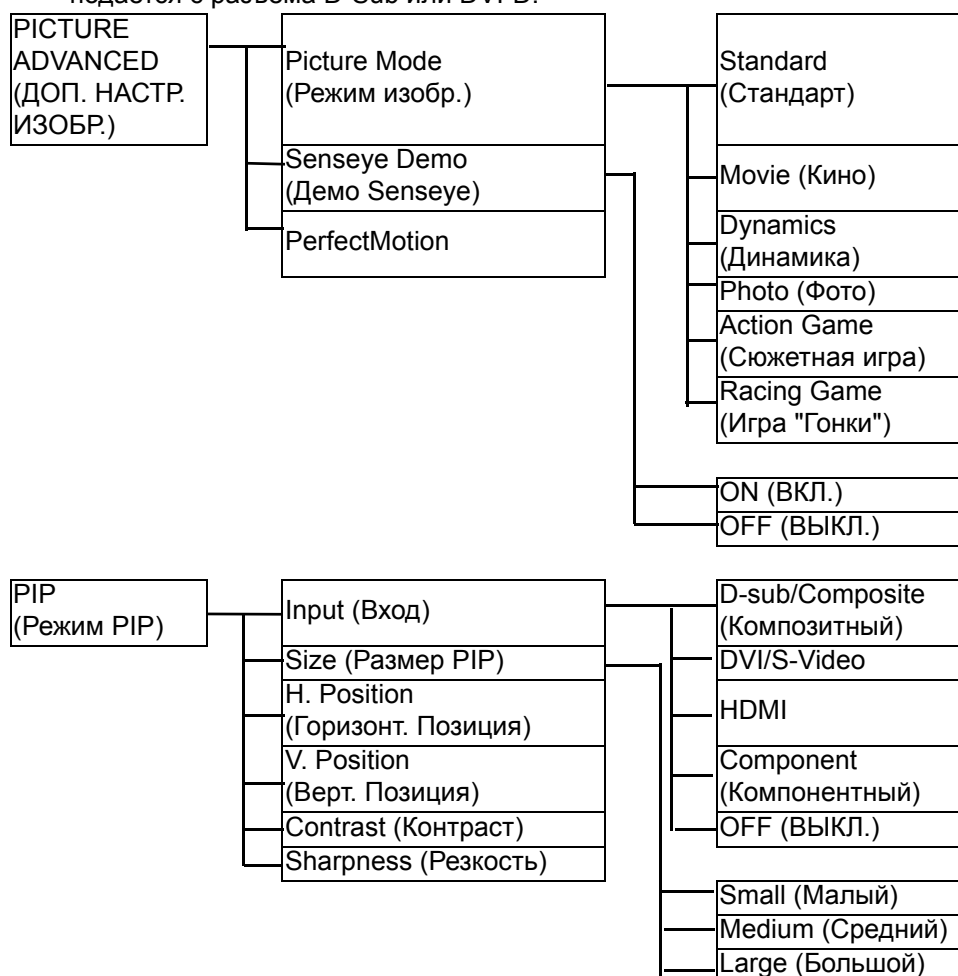 PICTURE
ADVANCED
(ДОП. НАСТР.
ИЗОБР.)
Picture Mode
(Режим изобр.)
Senseye Demo
(Демо Senseye)
PerfectMotion
Standard
(Стандарт)
Movie (Кино)
Dynamics
(Динамика)
Photo (Фото)
Action Game
(Сюжетная игра)
Racing Game
(Игра "Гонки")
ON (ВКЛ.)
OFF (ВЫКЛ.)
PIP
(Режим PIP)
Input (Вход)
Size (Размер PIP)
H. Position
(Горизонт. Позиция)
V. Position
(Верт. Позиция)
Contrast (Контраст)
Sharpness (Резкость)
D-sub/Composite
(Композитный)
DVI/S-Video
HDMI
Component
(Компонентный)
OFF (ВЫКЛ.)
Small (Малый)
Medium (Средний)
Large (Большой)